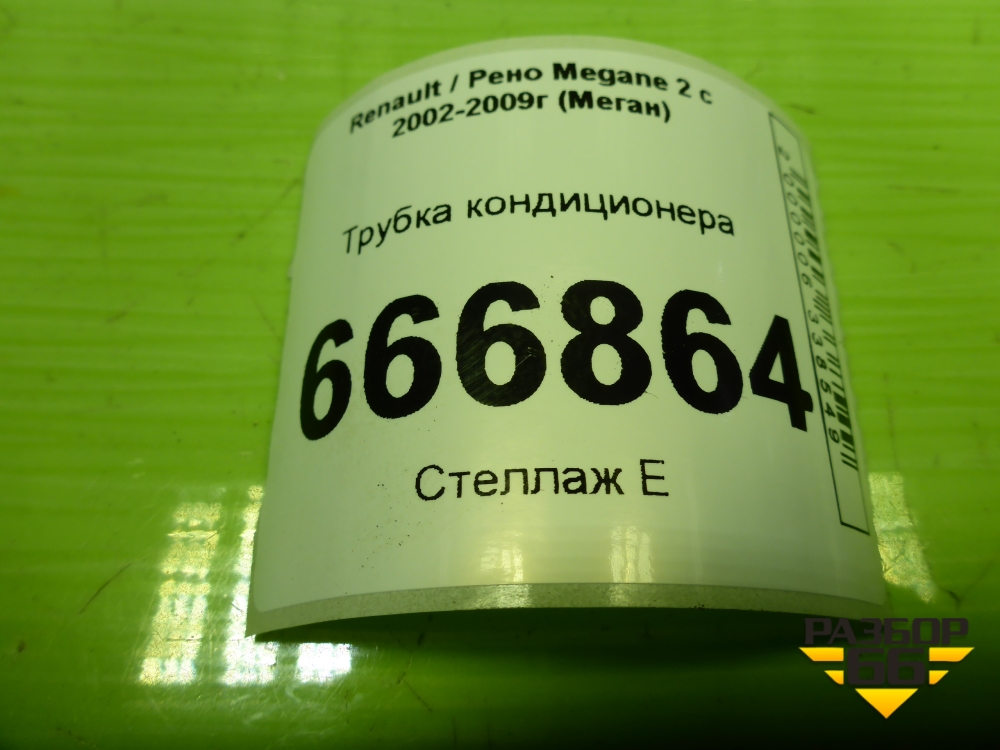 Renault / Рено Megane 2 с
2002-2009г (Меган)
Трубка кондиционера
666864
Стеллаж Е
2000006338549
РАЗБОР
66